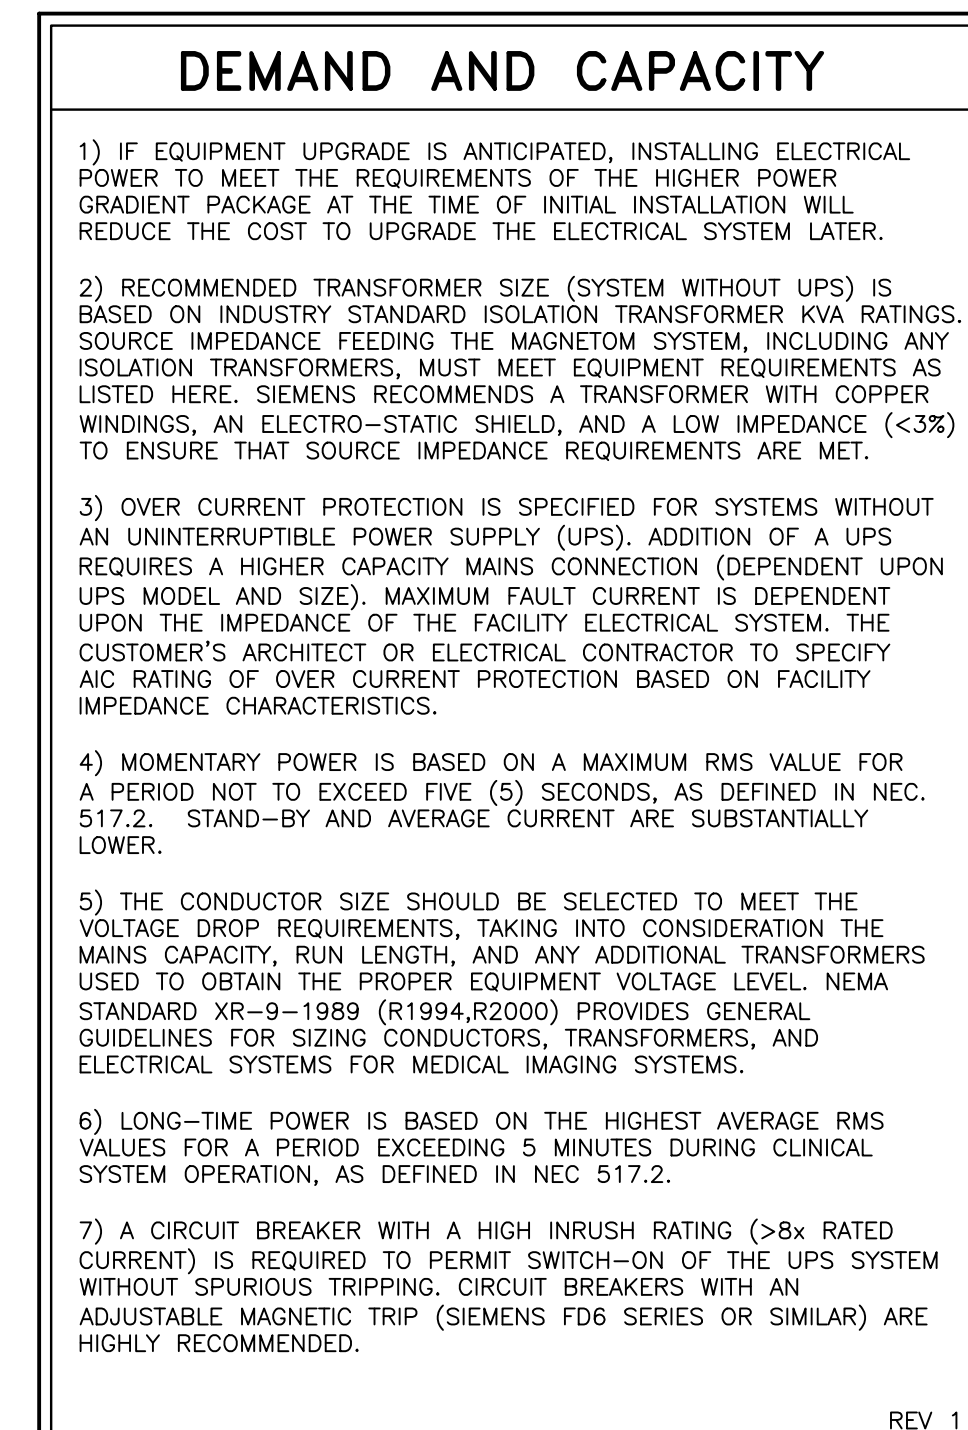 DEMAND AND CAPACITY
1) IF EQUIPMENT UPGRADE IS ANTICIPATED, INSTALLING ELECTRICAL
POWER TO MEET THE REQUIREMENTS OF THE HIGHER POWER
GRADIENT PACKAGE AT THE TIME OF INITIAL INSTALLATION WILL
REDUCE THE COST TO UPGRADE THE ELECTRICAL SYSTEM LATER.
2) RECOMMENDED TRANSFORMER SIZE (SYSTEM WITHOUT UPS) IS
BASED ON INDUSTRY STANDARD ISOLATION TRANSFORMER KVA RATINGS.
SOURCE IMPEDANCE FEEDING THE MAGNETOM SYSTEM, INCLUDING ANY
ISOLATION TRANSFORMERS, MUST MEET EQUIPMENT REQUIREMENTS AS
LISTED HERE. SIEMENS RECOMMENDS A TRANSFORMER WITH COPPER
WINDINGS, AN ELECTRO-STATIC SHIELD, AND A LOW IMPEDANCE (<3%)
TO ENSURE THAT SOURCE IMPEDANCE REQUIREMENTS ARE MET.
3) OVER CURRENT PROTECTION IS SPECIFIED FOR SYSTEMS WITHOUT
AN UNINTERRUPTIBLE POWER SUPPLY (UPS). ADDITION OF A UPS
REQUIRES A HIGHER CAPACITY MAINS CONNECTION (DEPENDENT UPON
UPS MODEL AND SIZE). MAXIMUM FAULT CURRENT IS DEPENDENT
UPON THE IMPEDANCE OF THE FACILITY ELECTRICAL SYSTEM. THE
CUSTOMER'S ARCHITECT OR ELECTRICAL CONTRACTOR TO SPECIFY
AIC RATING OF OVER CURRENT PROTECTION BASED ON FACILITY
IMPEDANCE CHARACTERISTICS.
4) MOMENTARY POWER IS BASED ON A MAXIMUM RMS VALUE FOR
A PERIOD NOT TO EXCEED FIVE (5) SECONDS, AS DEFINED IN NEC.
517.2. STAND-BY AND AVERAGE CURRENT ARE SUBSTANTIALLY
LOWER.
5) THE CONDUCTOR SIZE SHOULD BE SELECTED TO MEET THE
VOLTAGE DROP REQUIREMENTS, TAKING INTO CONSIDERATION THE
MAINS CAPACITY, RUN LENGTH, AND ANY ADDITIONAL TRANSFORMERS
USED TO OBTAIN THE PROPER EQUIPMENT VOLTAGE LEVEL. NEMA
STANDARD XR-9-1989 (R1994,R2000) PROVIDES GENERAL
GUIDELINES FOR SIZING CONDUCTORS, TRANSFORMERS, AND
ELECTRICAL SYSTEMS FOR MEDICAL IMAGING SYSTEMS.
6) LONG-TIME POWER IS BASED ON THE HIGHEST AVERAGE RMS
VALUES FOR A PERIOD EXCEEDING 5 MINUTES DURING CLINICAL
SYSTEM OPERATION, AS DEFINED IN NEC 517.2.
7) A CIRCUIT BREAKER WITH A HIGH INRUSH RATING (>8x RATED
CURRENT) IS REQUIRED TO PERMIT SWITCH-ON OF THE UPS SYSTEM
WITHOUT SPURIOUS TRIPPING. CIRCUIT BREAKERS WITH AN
ADJUSTABLE MAGNETIC TRIP (SIEMENS FD6 SERIES OR SIMILAR) ARE
HIGHLY RECOMMENDED.
REV 1